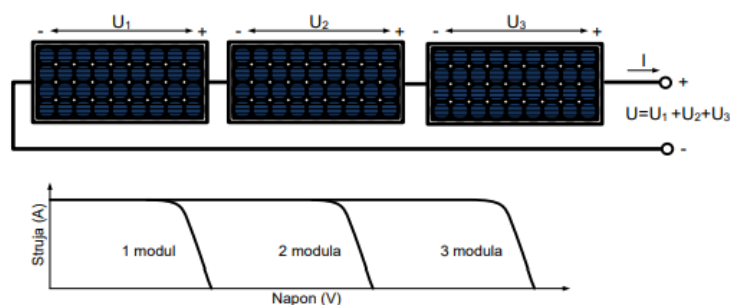 - U₁ +
- U₂ +
- U₃ +
I
+
U=U₁+U₂+U₃
-
Struja (A)
1 modul
2 modula
3 modula
Napon (V)